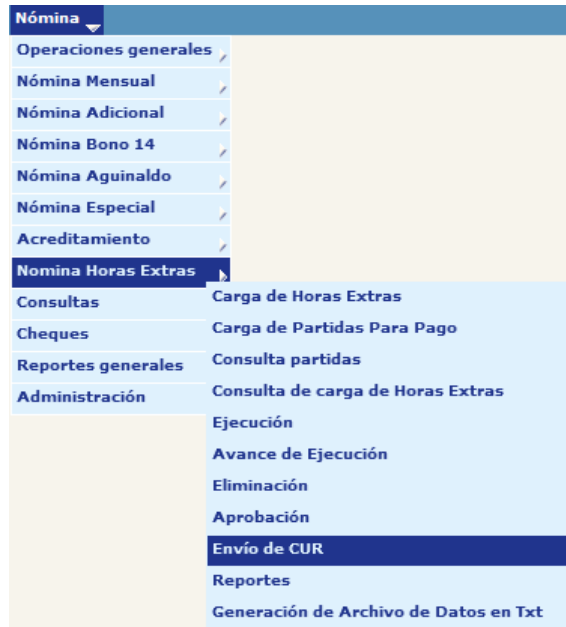 Nómina
Operaciones generales
Nómina Mensual
Nómina Adicional
Nómina Bono 14
Nómina Aguinaldo
Nómina Especial
Acreditamiento
Nomina Horas Extras
Consultas
Cheques
Reportes generales
Administración
Carga de Horas Extras
Carga de Partidas Para Pago
Consulta partidas
Consulta de carga de Horas Extras
Ejecución
Avance de Ejecución
Eliminación
Aprobación
Envío de CUR
Reportes
Generación de Archivo de Datos en Txt